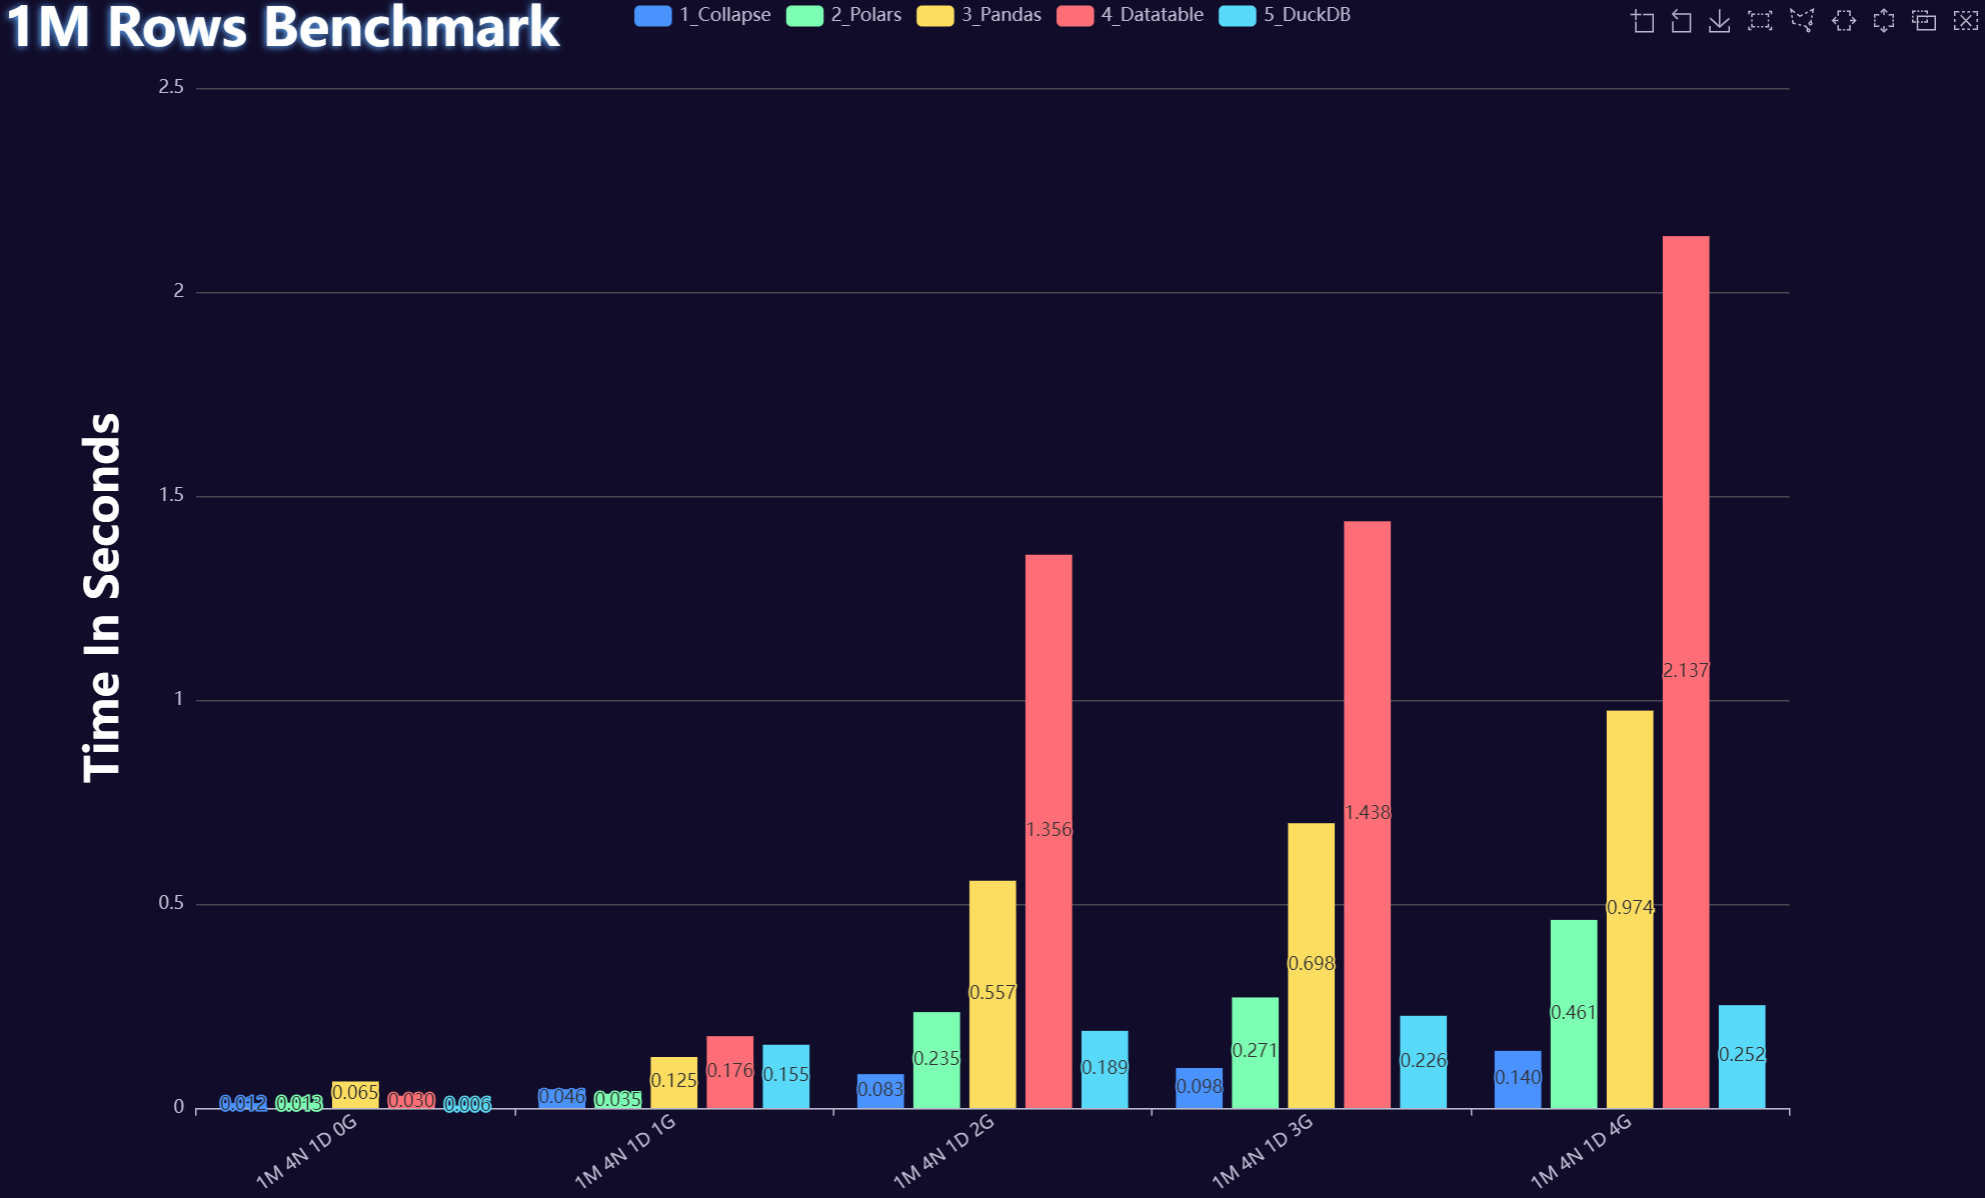 1M Rows Benchmark
1_Collapse 2_Polars 3_Pandas 4_Datatable 5_DuckDB
Time In Seconds
2.5
2
1.5
1
0.5
0
0.012 0.013 0.065 0.030 0.006
0.046 0.035 0.125 0.176 0.155
0.083 0.235 0.557 1.356 0.189
0.098 0.271 0.698 1.438 0.226
0.140 0.461 0.974 2.137 0.252
1M 4N 1D 0G
1M 4N 1D 1G
1M 4N 1D 2G
1M 4N 1D 3G
1M 4N 1D 4G